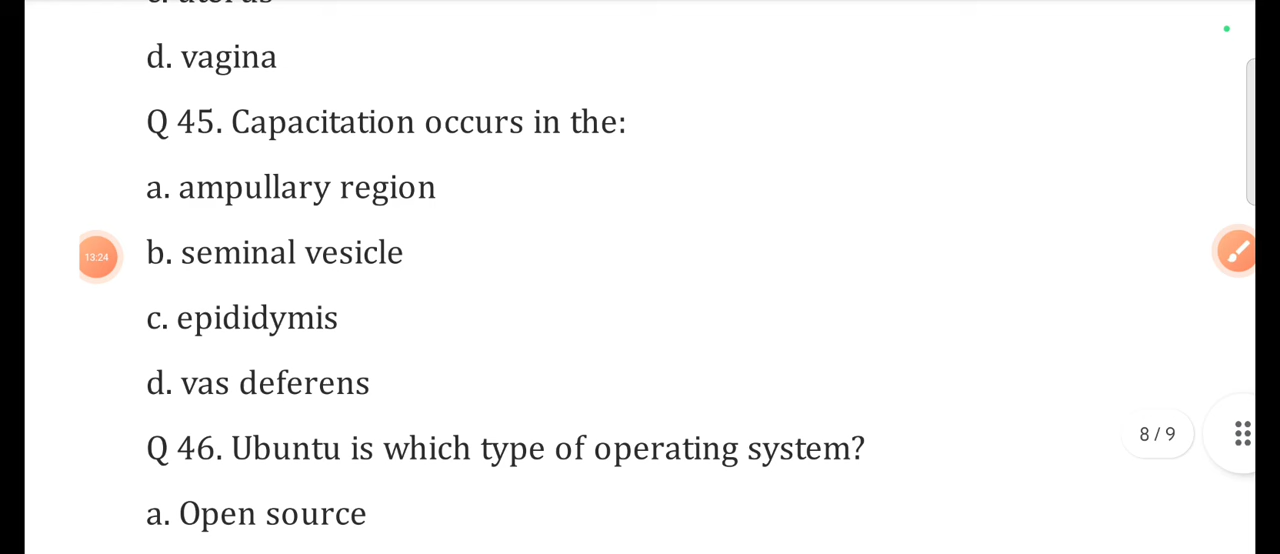 d. vagina
Q 45. Capacitation occurs in the:
a. ampullary region
b. seminal vesicle
13:24
c. epididymis
d. vas deferens
Q 46. Ubuntu is which type of operating system?
8 / 9
a. Open source